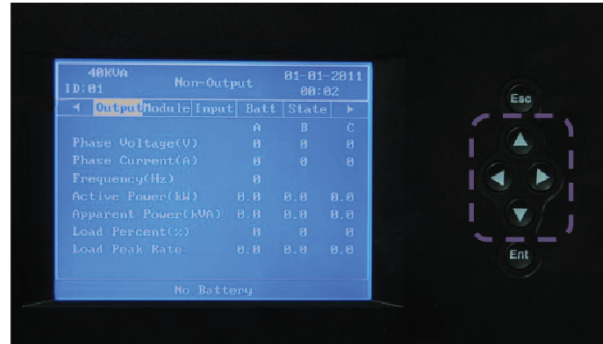 40KVA Non-Output 01-01-2011
ID:01 00:02
Output Module Input Batt State
A B C
Phase Voltage(V) 0 0 0
Phase Current(A) 0 0 0
Frequency(Hz) 0
Active Power(kW) 0.0 0.0 0.0
Apparent Power(kVA) 0.0 0.0 0.0
Load Percent(%) 0 0 0
Load Peak Rate 0.0 0.0 0.0
No Battery
Esc
Ent